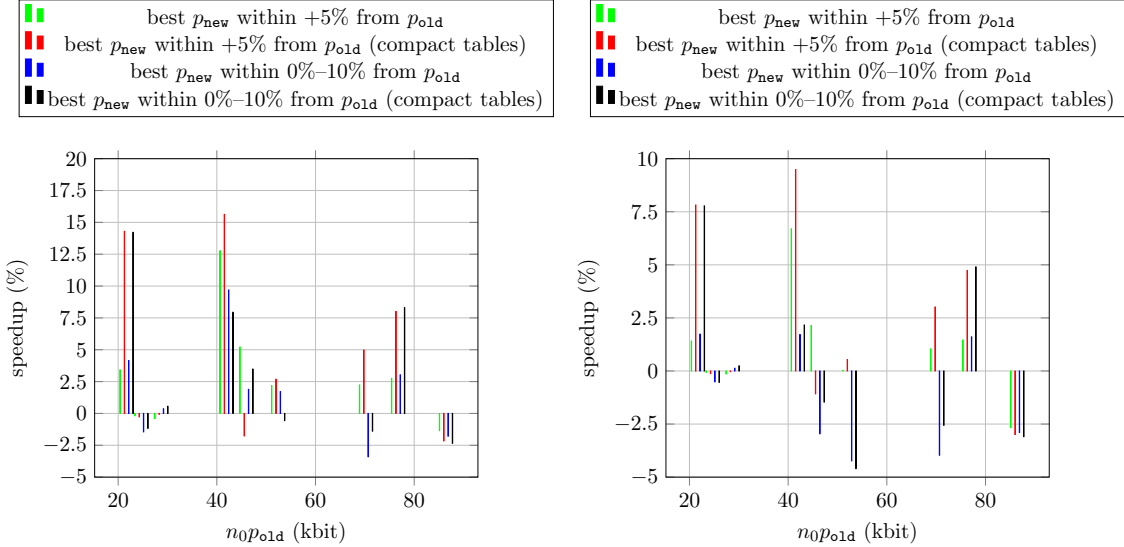 best p_new within +5% from p_old
best p_new within +5% from p_old (compact tables)
best p_new within 0%–10% from p_old
best p_new within 0%–10% from p_old (compact tables)
20
17.5
15
12.5
10
7.5
5
2.5
0
−2.5
−5
20 40 60 80
speedup (%)
n_0 p_old (kbit)
best p_new within +5% from p_old
best p_new within +5% from p_old (compact tables)
best p_new within 0%–10% from p_old
best p_new within 0%–10% from p_old (compact tables)
10
7.5
5
2.5
0
−2.5
−5
20 40 60 80
speedup (%)
n_0 p_old (kbit)